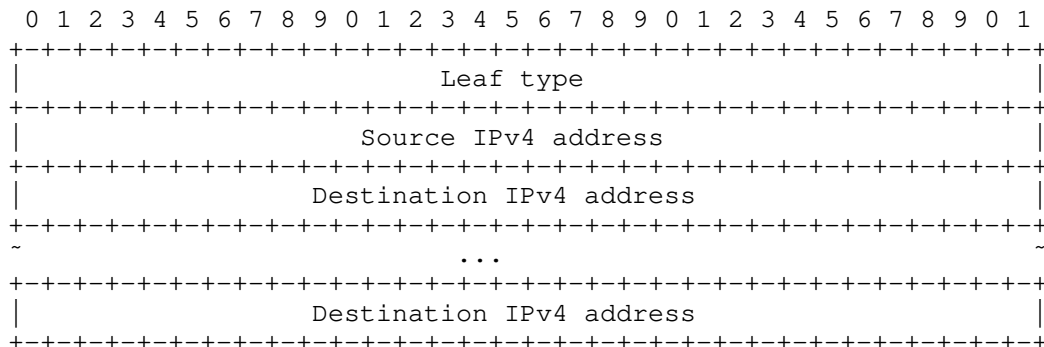 0 1 2 3 4 5 6 7 8 9 0 1 2 3 4 5 6 7 8 9 0 1 2 3 4 5 6 7 8 9 0 1
+-+-+-+-+-+-+-+-+-+-+-+-+-+-+-+-+-+-+-+-+-+-+-+-+-+-+-+-+-+-+-+-+
|                          Leaf type                            |
+-+-+-+-+-+-+-+-+-+-+-+-+-+-+-+-+-+-+-+-+-+-+-+-+-+-+-+-+-+-+-+-+
|                     Source IPv4 address                       |
+-+-+-+-+-+-+-+-+-+-+-+-+-+-+-+-+-+-+-+-+-+-+-+-+-+-+-+-+-+-+-+-+
|                  Destination IPv4 address                     |
+-+-+-+-+-+-+-+-+-+-+-+-+-+-+-+-+-+-+-+-+-+-+-+-+-+-+-+-+-+-+-+-+
~                           ...                                 ~
+-+-+-+-+-+-+-+-+-+-+-+-+-+-+-+-+-+-+-+-+-+-+-+-+-+-+-+-+-+-+-+-+
|                  Destination IPv4 address                     |
+-+-+-+-+-+-+-+-+-+-+-+-+-+-+-+-+-+-+-+-+-+-+-+-+-+-+-+-+-+-+-+-+